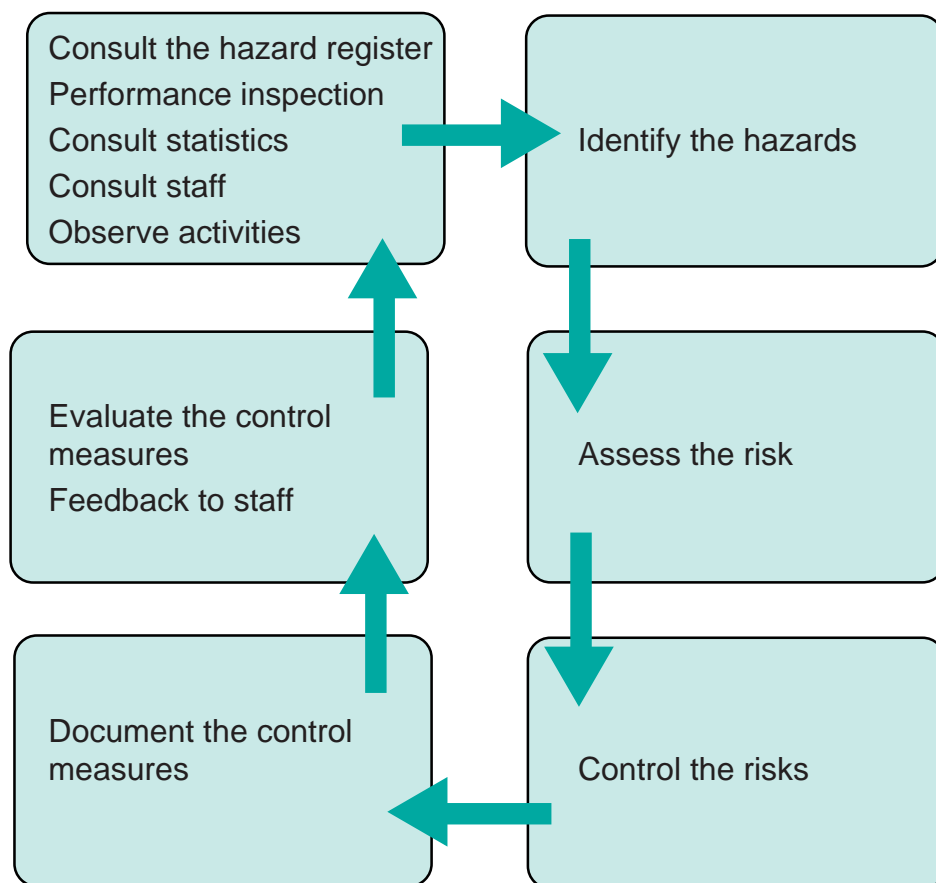 Consult the hazard register
Performance inspection
Consult statistics
Consult staff
Observe activities
Identify the hazards
Assess the risk
Control the risks
Document the control
measures
Evaluate the control
measures
Feedback to staff